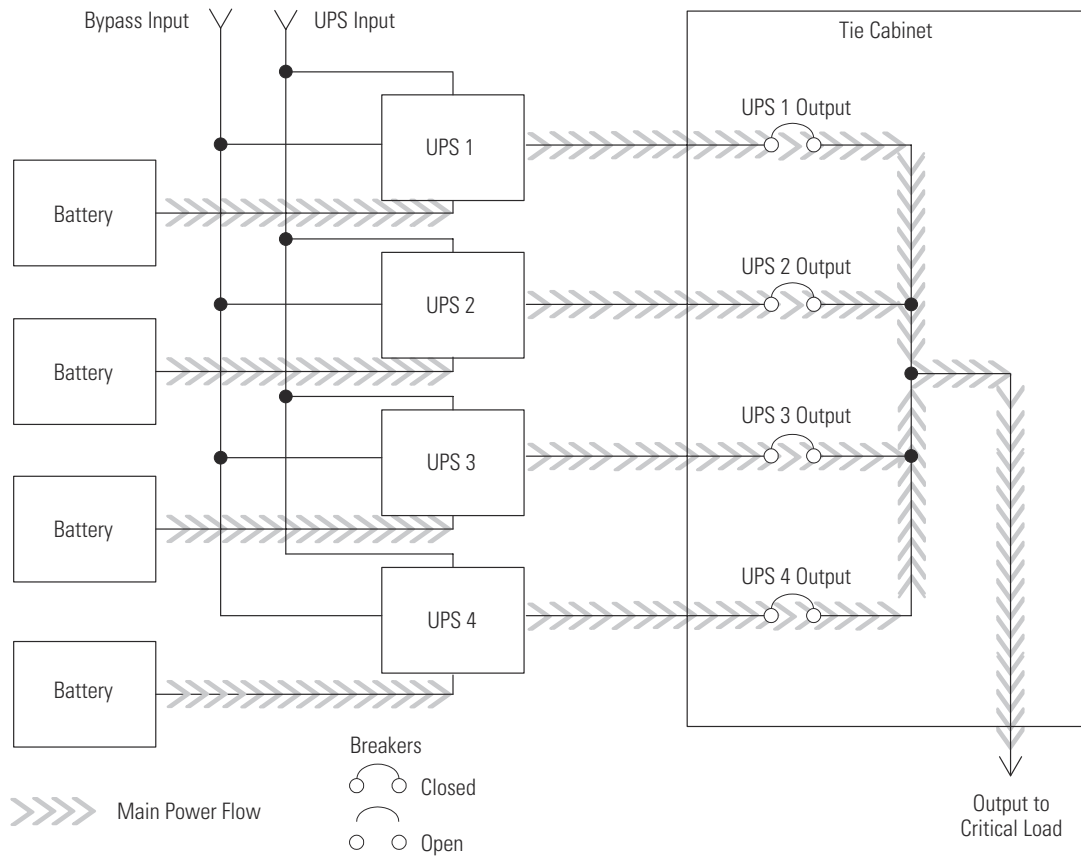 Bypass Input
UPS Input
Tie Cabinet
UPS 1 Output
UPS 1
Battery
UPS 2 Output
UPS 2
Battery
UPS 3 Output
UPS 3
Battery
UPS 4 Output
UPS 4
Battery
Breakers
Closed
Main Power Flow
Open
Output to
Critical Load